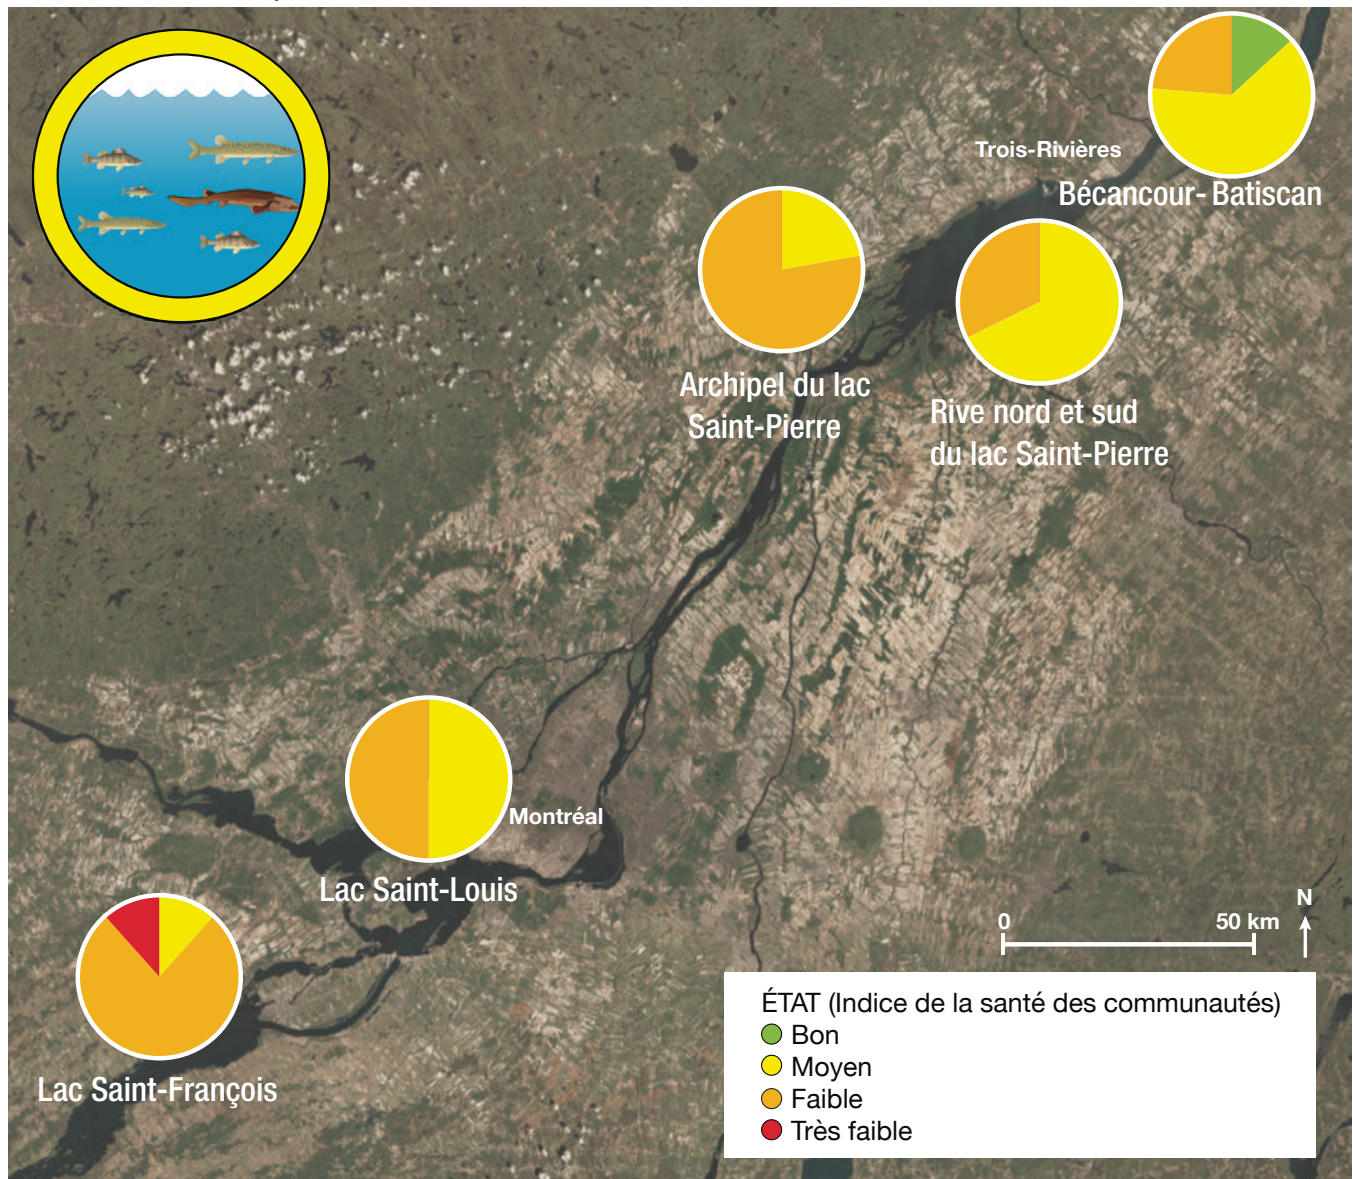 Trois-Rivières
Bécancour- Batiscan
Archipel du lac
Saint-Pierre
Rive nord et sud
du lac Saint-Pierre
Montréal
Lac Saint-Louis
Lac Saint-François
N
0 50 km
ÉTAT (Indice de la santé des communautés)
Bon
Moyen
Faible
Très faible